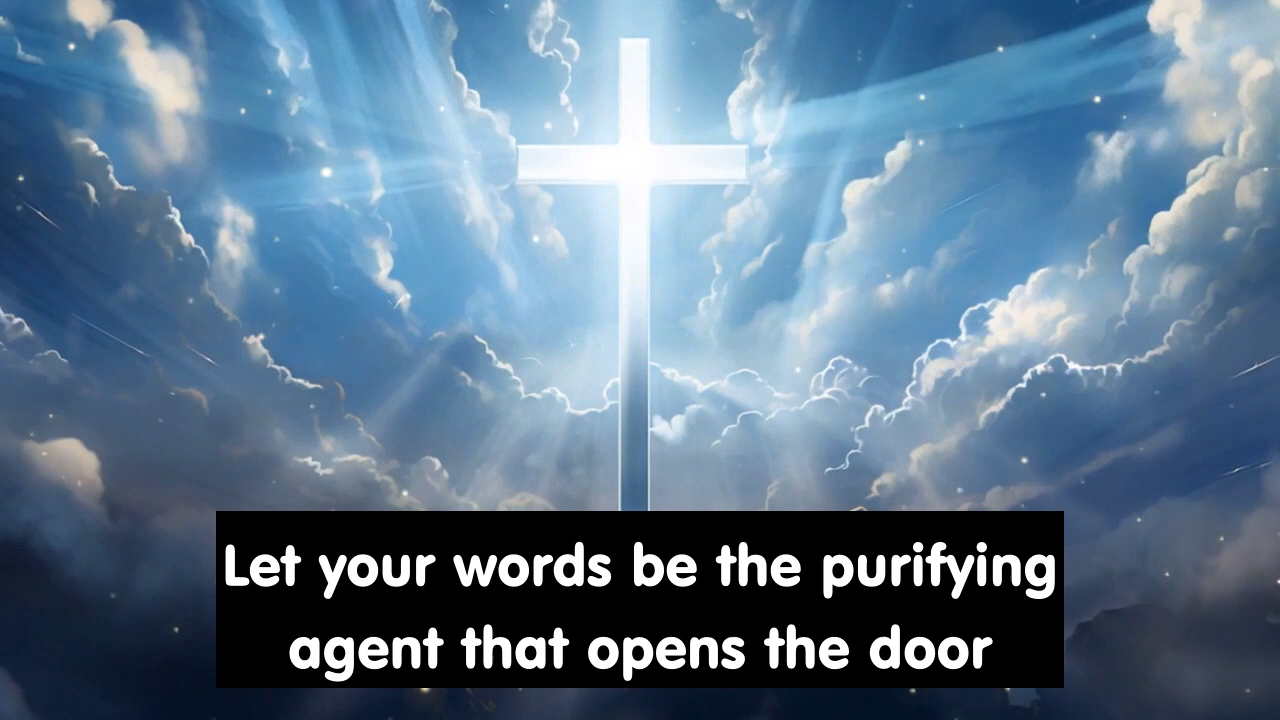 Let your words be the purifying
agent that opens the door